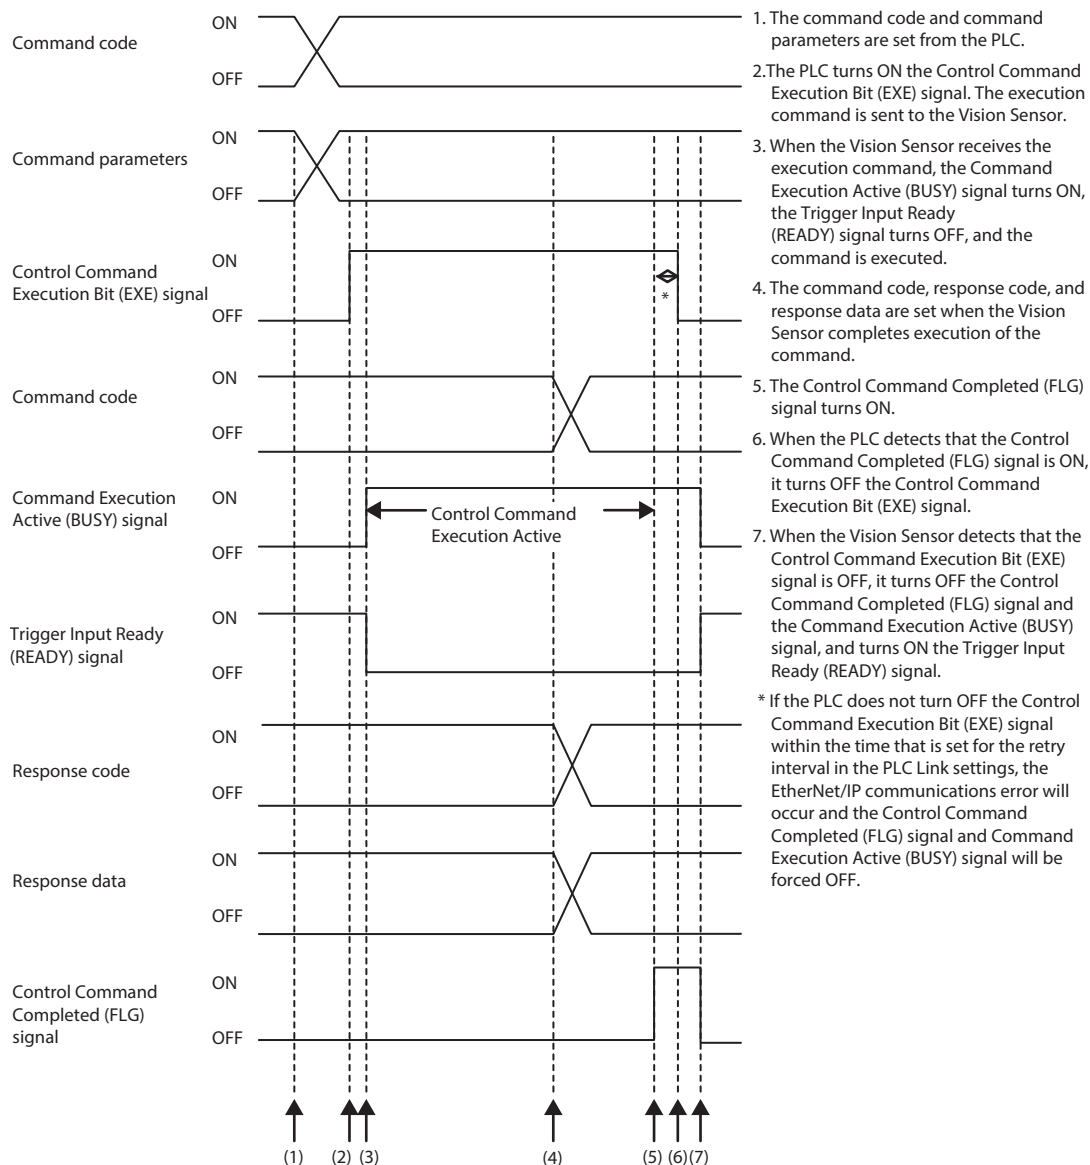 Command code
ON
OFF
Command parameters
ON
OFF
Control Command
Execution Bit (EXE) signal
ON
OFF
*
Command code
ON
OFF
Command Execution
Active (BUSY) signal
ON
OFF
Control Command
Execution Active
Trigger Input Ready
(READY) signal
ON
OFF
Response code
ON
OFF
Response data
ON
OFF
Control Command
Completed (FLG)
signal
ON
OFF
(1) (2) (3) (4) (5) (6) (7)
1. The command code and command
parameters are set from the PLC.
2.The PLC turns ON the Control Command
Execution Bit (EXE) signal. The execution
command is sent to the Vision Sensor.
3. When the Vision Sensor receives the
execution command, the Command
Execution Active (BUSY) signal turns ON,
the Trigger Input Ready
(READY) signal turns OFF, and the
command is executed.
4. The command code, response code, and
response data are set when the Vision
Sensor completes execution of the
command.
5. The Control Command Completed (FLG)
signal turns ON.
6. When the PLC detects that the Control
Command Completed (FLG) signal is ON,
it turns OFF the Control Command
Execution Bit (EXE) signal.
7. When the Vision Sensor detects that the
Control Command Execution Bit (EXE)
signal is OFF, it turns OFF the Control
Command Completed (FLG) signal and
the Command Execution Active (BUSY)
signal, and turns ON the Trigger Input
Ready (READY) signal.
* If the PLC does not turn OFF the Control
Command Execution Bit (EXE) signal
within the time that is set for the retry
interval in the PLC Link settings, the
EtherNet/IP communications error will
occur and the Control Command
Completed (FLG) signal and Command
Execution Active (BUSY) signal will be
forced OFF.